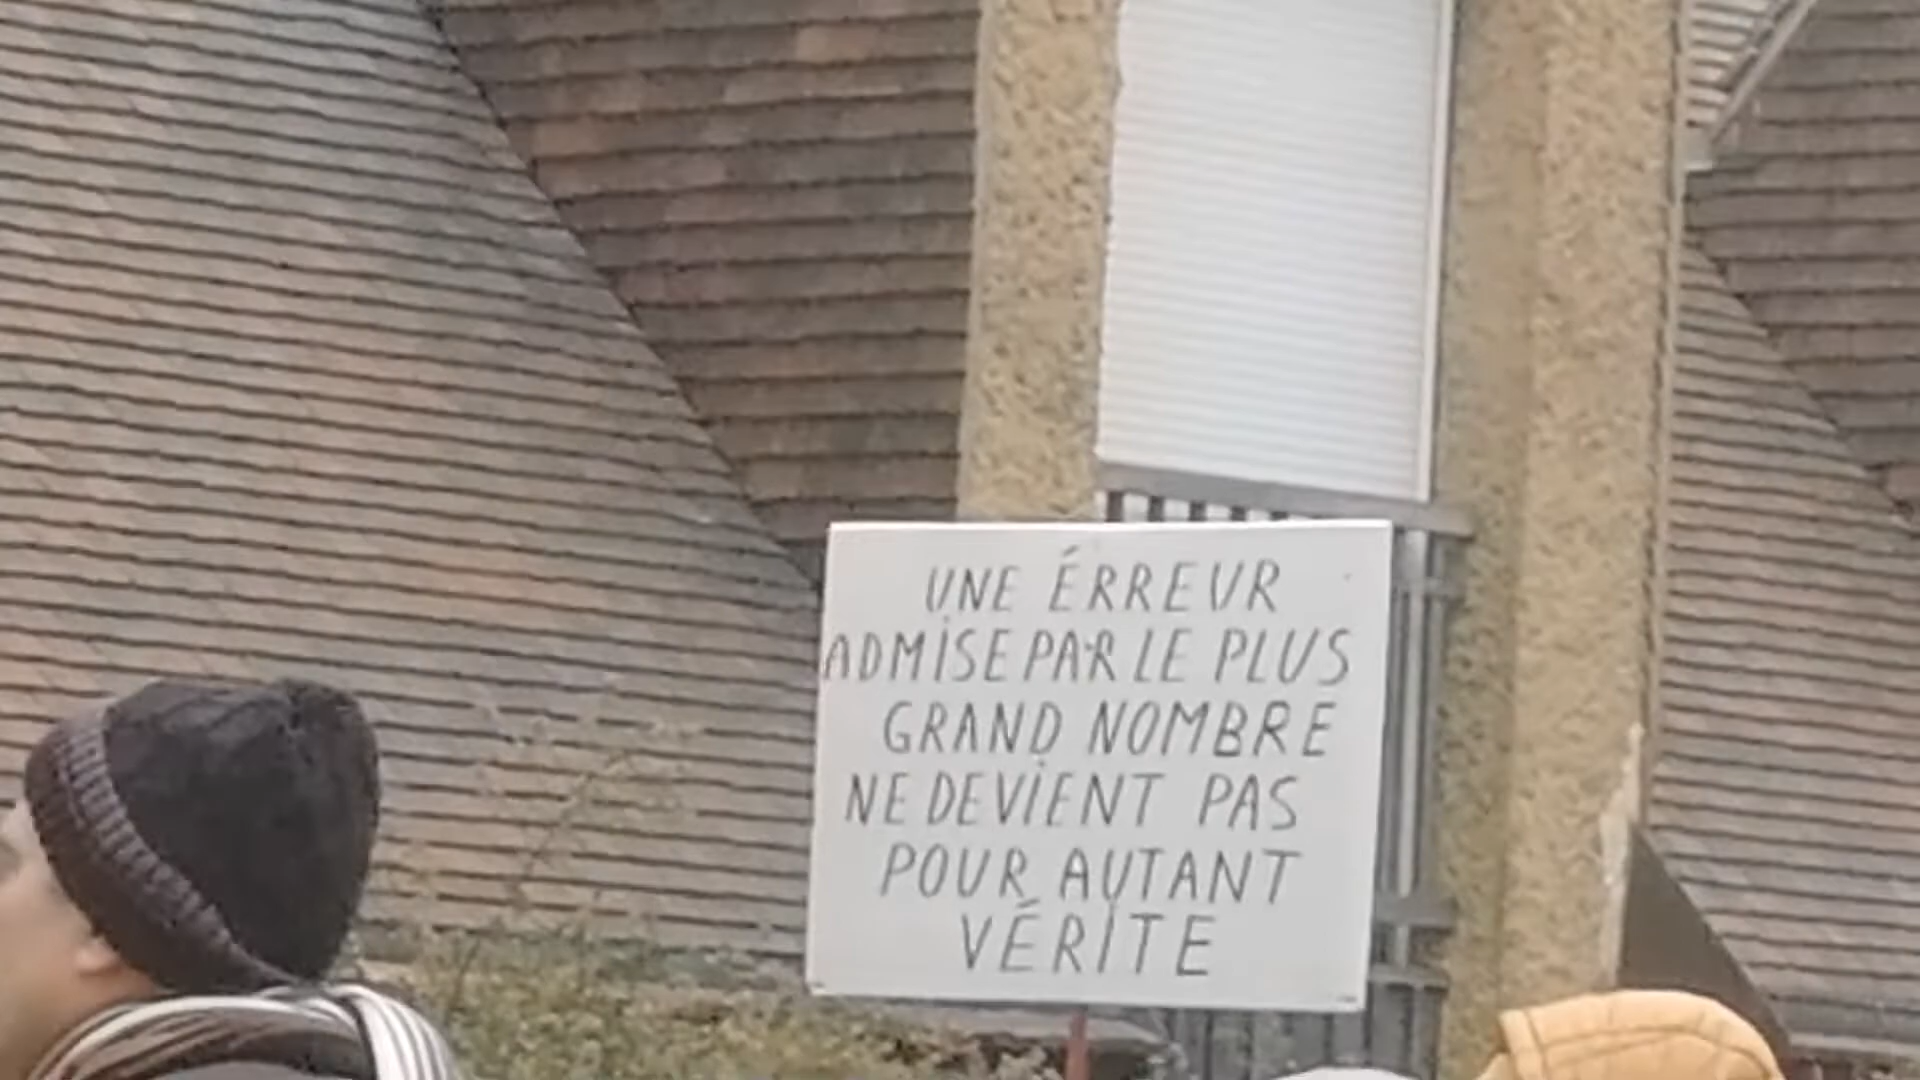 UNE ÉRREUR
ADMISE PAR LE PLUS
GRAND NOMBRE
NE DEVIENT PAS
POUR AUTANT
VÉRITE